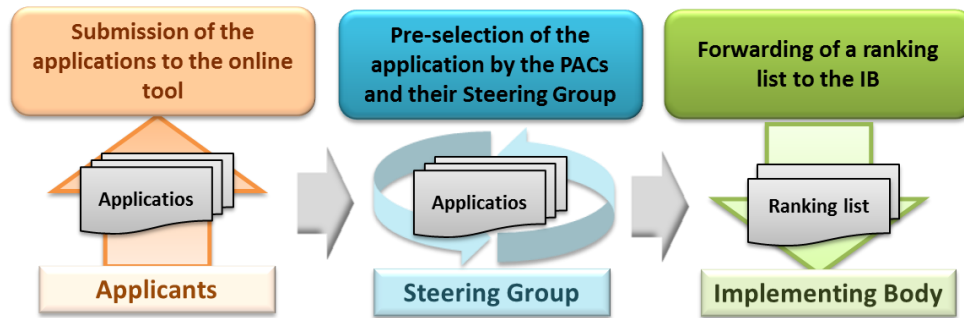 Submission of the
applications to the online
tool
Applicatios
Applicants
Pre-selection of the
application by the PACs
and their Steering Group
Applicatios
Steering Group
Forwarding of a ranking
list to the IB
Ranking list
Implementing Body